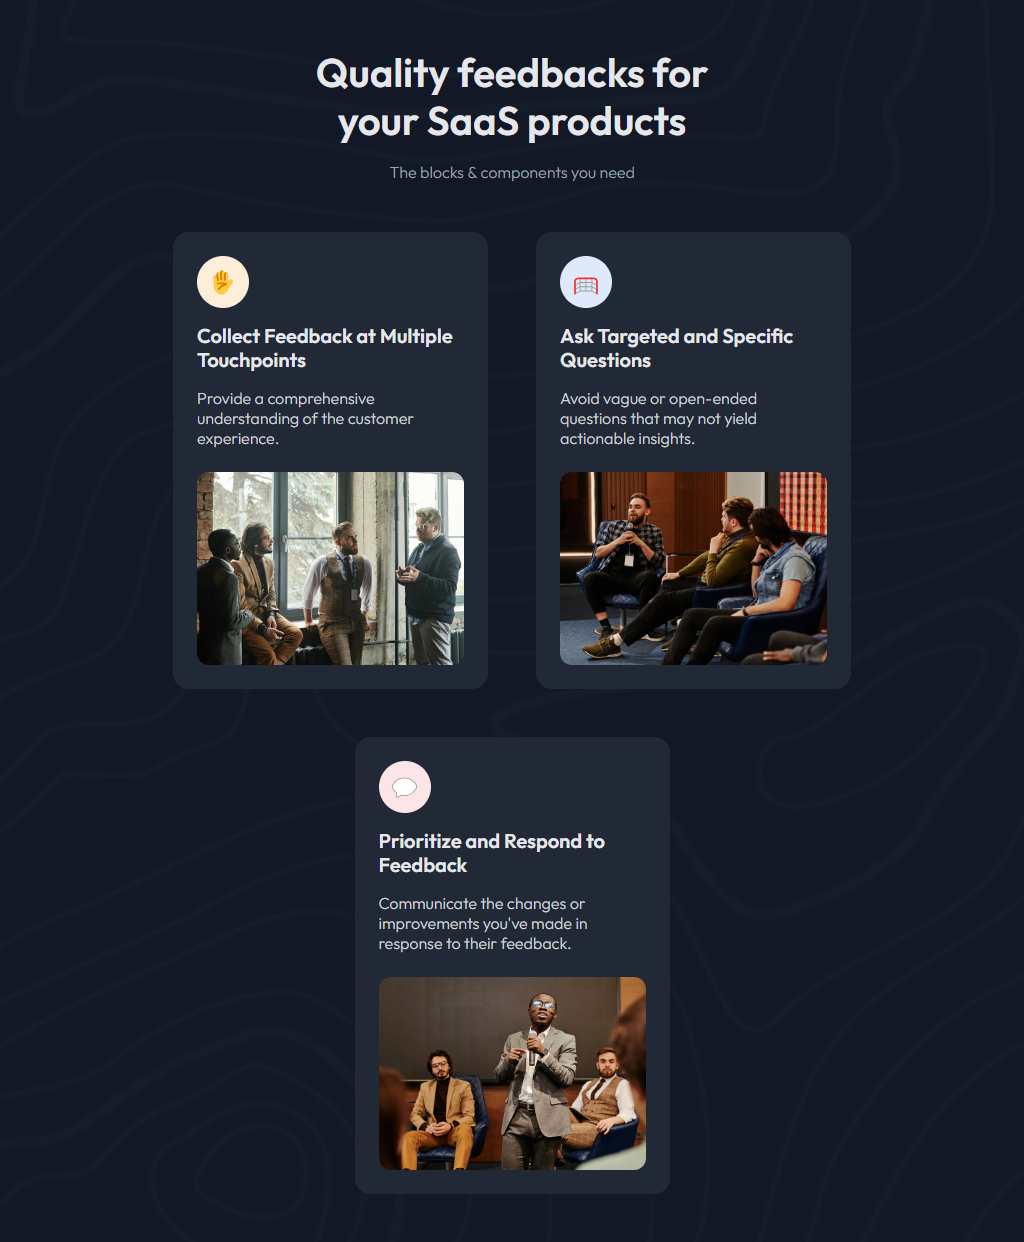 Quality feedbacks for
your SaaS products
The blocks & components you need
Collect Feedback at Multiple
Touchpoints
Provide a comprehensive
understanding of the customer
experience.
Ask Targeted and Specific
Questions
Avoid vague or open-ended
questions that may not yield
actionable insights.
Prioritize and Respond to
Feedback
Communicate the changes or
improvements you've made in
response to their feedback.